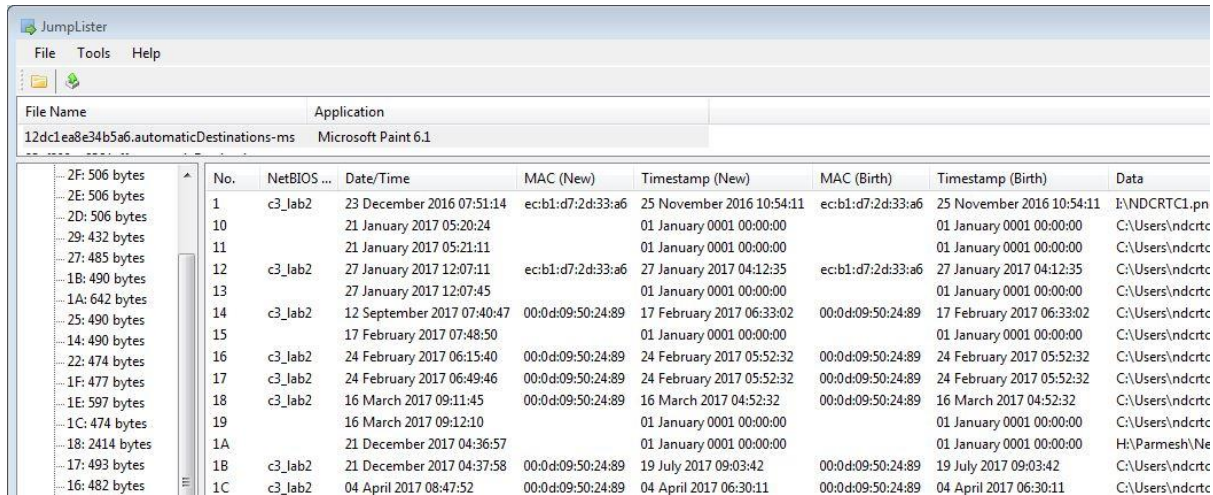 JumpLister
File Tools Help
File Name Application
12dc1ea8e34b5a6.automaticDestinations-ms Microsoft Paint 6.1
2F: 506 bytes
2E: 506 bytes
2D: 506 bytes
29: 432 bytes
27: 485 bytes
1B: 490 bytes
1A: 642 bytes
25: 490 bytes
14: 490 bytes
22: 474 bytes
1F: 477 bytes
1E: 597 bytes
1C: 474 bytes
18: 2414 bytes
17: 493 bytes
16: 482 bytes
No. NetBIOS ... Date/Time MAC (New) Timestamp (New) MAC (Birth) Timestamp (Birth) Data
1 c3_lab2 23 December 2016 07:51:14 ec:b1:d7:2d:33:a6 25 November 2016 10:54:11 ec:b1:d7:2d:33:a6 25 November 2016 10:54:11 I:\NDCRTC1.pn
10 21 January 2017 05:20:24 01 January 0001 00:00:00 01 January 0001 00:00:00 C:\Users\ndcrtc
11 21 January 2017 05:21:11 01 January 0001 00:00:00 01 January 0001 00:00:00 C:\Users\ndcrtc
12 c3_lab2 27 January 2017 12:07:11 ec:b1:d7:2d:33:a6 27 January 2017 04:12:35 ec:b1:d7:2d:33:a6 27 January 2017 04:12:35 C:\Users\ndcrtc
13 27 January 2017 12:07:45 01 January 0001 00:00:00 01 January 0001 00:00:00 C:\Users\ndcrtc
14 c3_lab2 12 September 2017 07:40:47 00:0d:09:50:24:89 17 February 2017 06:33:02 00:0d:09:50:24:89 17 February 2017 06:33:02 C:\Users\ndcrtc
15 17 February 2017 07:48:50 01 January 0001 00:00:00 01 January 0001 00:00:00 C:\Users\ndcrtc
16 c3_lab2 24 February 2017 06:15:40 00:0d:09:50:24:89 24 February 2017 05:52:32 00:0d:09:50:24:89 24 February 2017 05:52:32 C:\Users\ndcrtc
17 c3_lab2 24 February 2017 06:49:46 00:0d:09:50:24:89 24 February 2017 05:52:32 00:0d:09:50:24:89 24 February 2017 05:52:32 C:\Users\ndcrtc
18 c3_lab2 16 March 2017 09:11:45 00:0d:09:50:24:89 16 March 2017 04:52:32 00:0d:09:50:24:89 16 March 2017 04:52:32 C:\Users\ndcrtc
19 16 March 2017 09:12:10 01 January 0001 00:00:00 01 January 0001 00:00:00 C:\Users\ndcrtc
1A 21 December 2017 04:36:57 01 January 0001 00:00:00 01 January 0001 00:00:00 H:\Parmesh\Ne
1B c3_lab2 21 December 2017 04:37:58 00:0d:09:50:24:89 19 July 2017 09:03:42 00:0d:09:50:24:89 19 July 2017 09:03:42 C:\Users\ndcrtc
1C c3_lab2 04 April 2017 08:47:52 00:0d:09:50:24:89 04 April 2017 06:30:11 00:0d:09:50:24:89 04 April 2017 06:30:11 C:\Users\ndcrtc